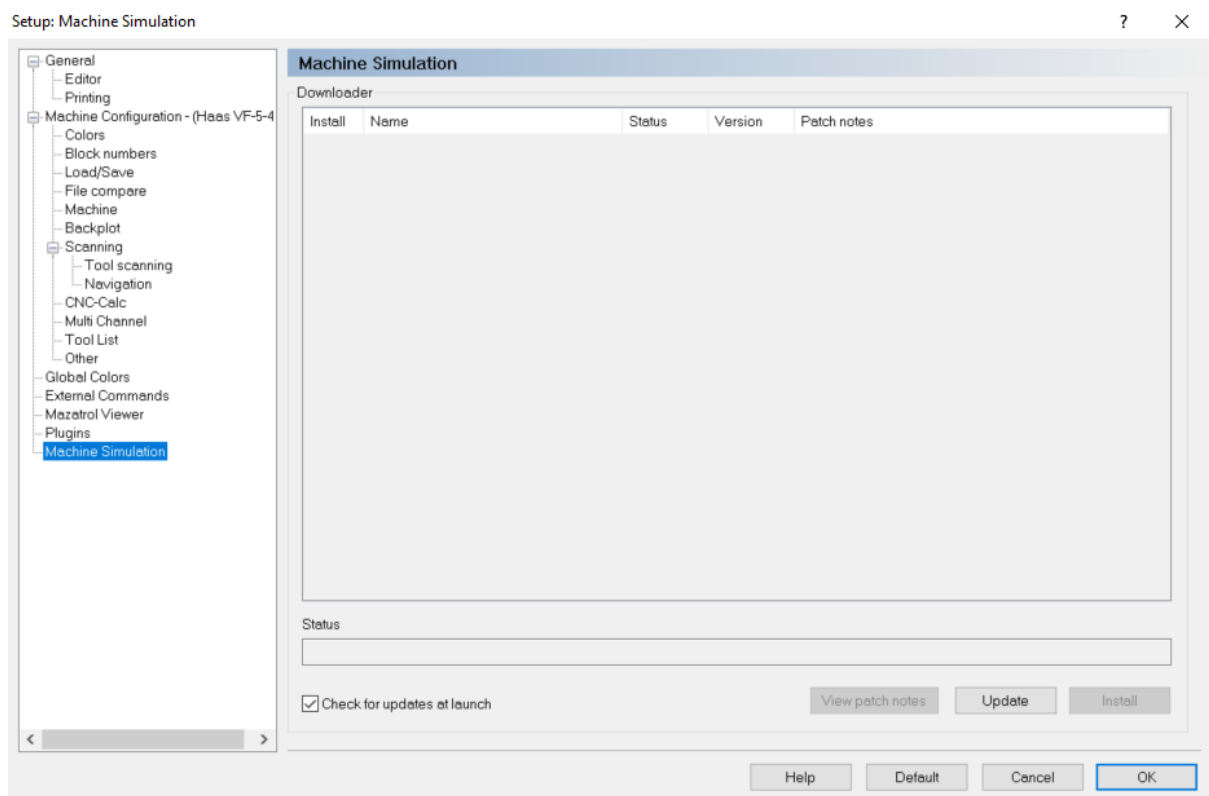 Setup: Machine Simulation
?
General
Editor
Printing
Machine Configuration - (Haas VF-5-4
Colors
Block numbers
Load/Save
File compare
Machine
Backplot
Scanning
Tool scanning
Navigation
CNC-Calc
Multi Channel
Tool List
Other
Global Colors
External Commands
Mazatrol Viewer
Plugins
Machine Simulation
Machine Simulation
Downloader
Install Name Status Version Patch notes
Status
Check for updates at launch
View patch notes Update Install
Help Default Cancel OK